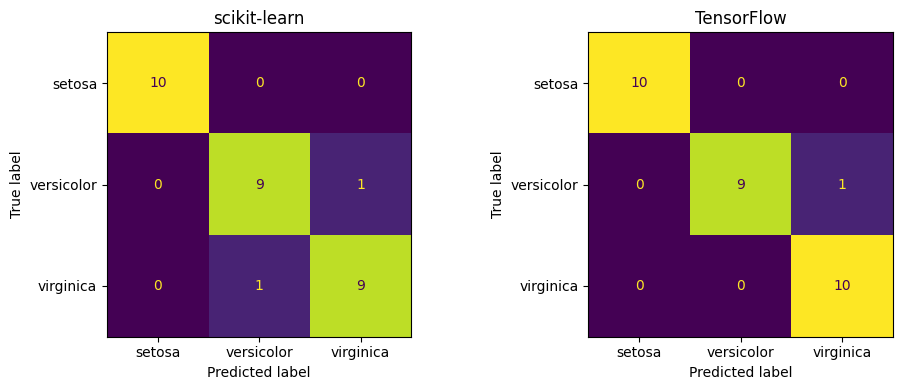 scikit-learn
True label
setosa 10 0 0
versicolor 0 9 1
virginica 0 1 9
setosa versicolor virginica
Predicted label
TensorFlow
True label
setosa 10 0 0
versicolor 0 9 1
virginica 0 0 10
setosa versicolor virginica
Predicted label